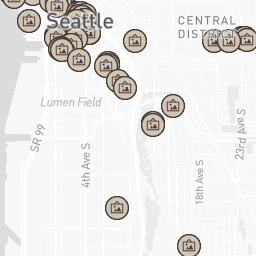 Seattle
CENTRAL
DISTRICT
Lumen Field
SR 99
4th Ave S
18th Ave S
23rd Ave S